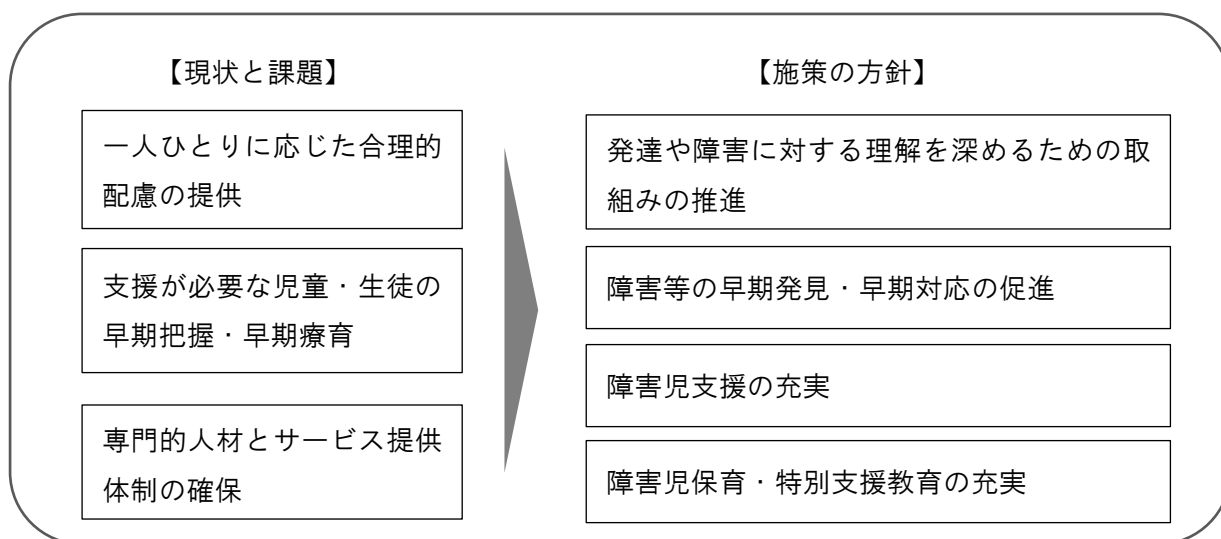 【現状と課題】
一人ひとりに応じた合理的
配慮の提供
支援が必要な児童・生徒の
早期把握・早期療育
専門的人材とサービス提供
体制の確保
【施策の方針】
発達や障害に対する理解を深めるための取
組みの推進
障害等の早期発見・早期対応の促進
障害児支援の充実
障害児保育・特別支援教育の充実